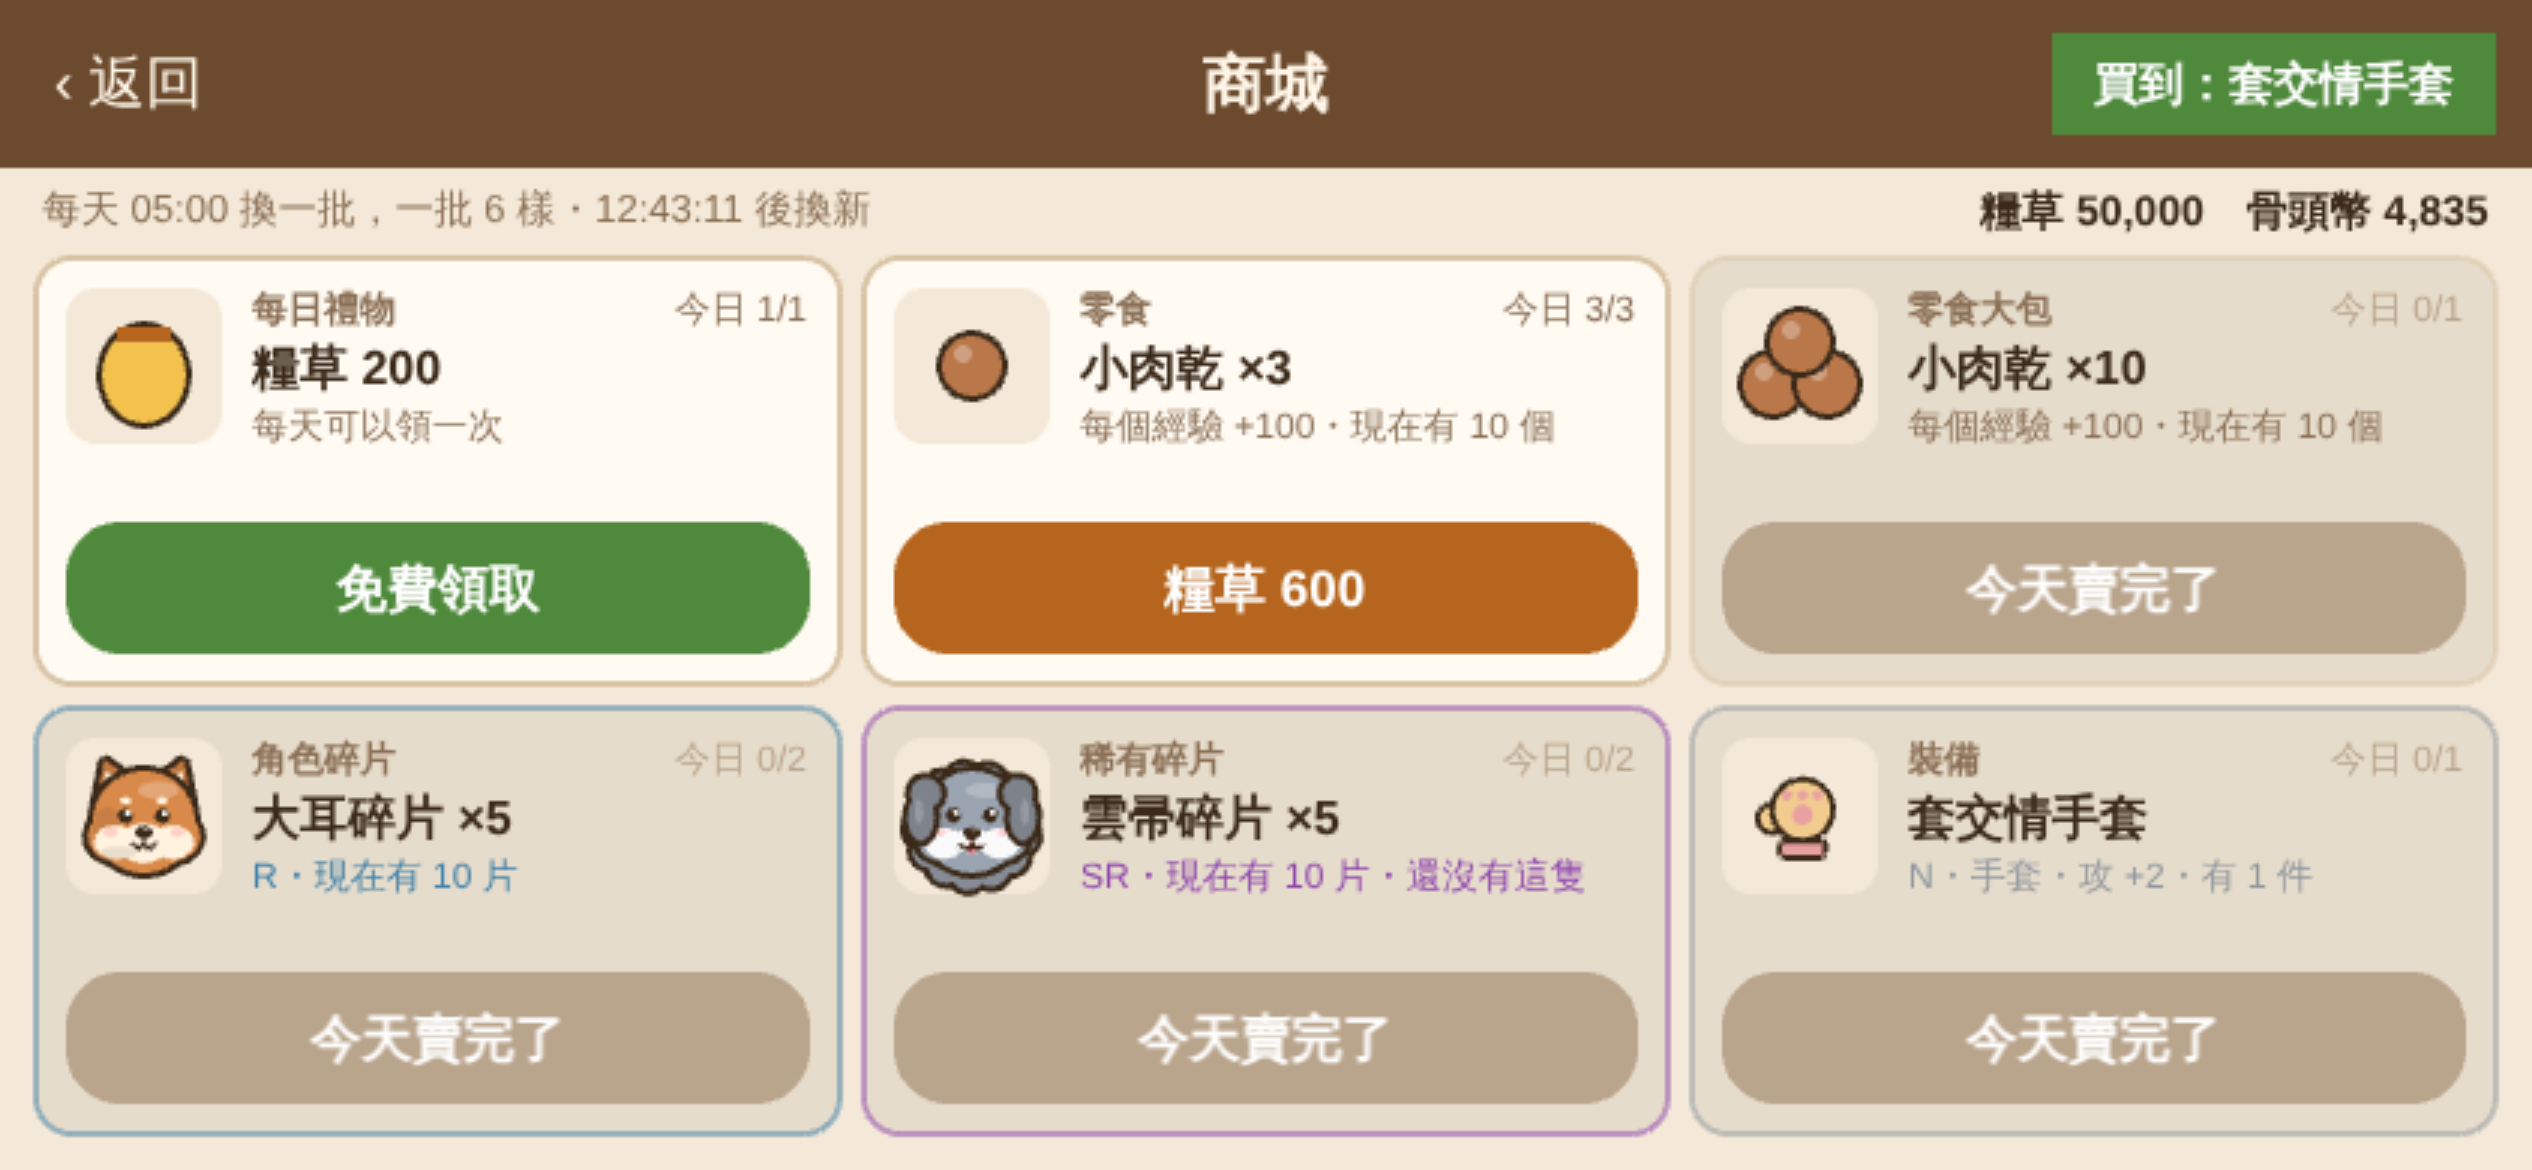 ‹ 返回
商城
買到：套交情手套
每天 05:00 換一批，一批 6 樣・12:43:11 後換新
糧草 50,000 骨頭幣 4,835
每日禮物
今日 1/1
糧草 200
每天可以領一次
免費領取
零食
今日 3/3
小肉乾 ×3
每個經驗 +100・現在有 10 個
糧草 600
零食大包
今日 0/1
小肉乾 ×10
每個經驗 +100・現在有 10 個
今天賣完了
角色碎片
今日 0/2
大耳碎片 ×5
R・現在有 10 片
今天賣完了
稀有碎片
今日 0/2
雲帚碎片 ×5
SR・現在有 10 片・還沒有這隻
今天賣完了
裝備
今日 0/1
套交情手套
N・手套・攻 +2・有 1 件
今天賣完了